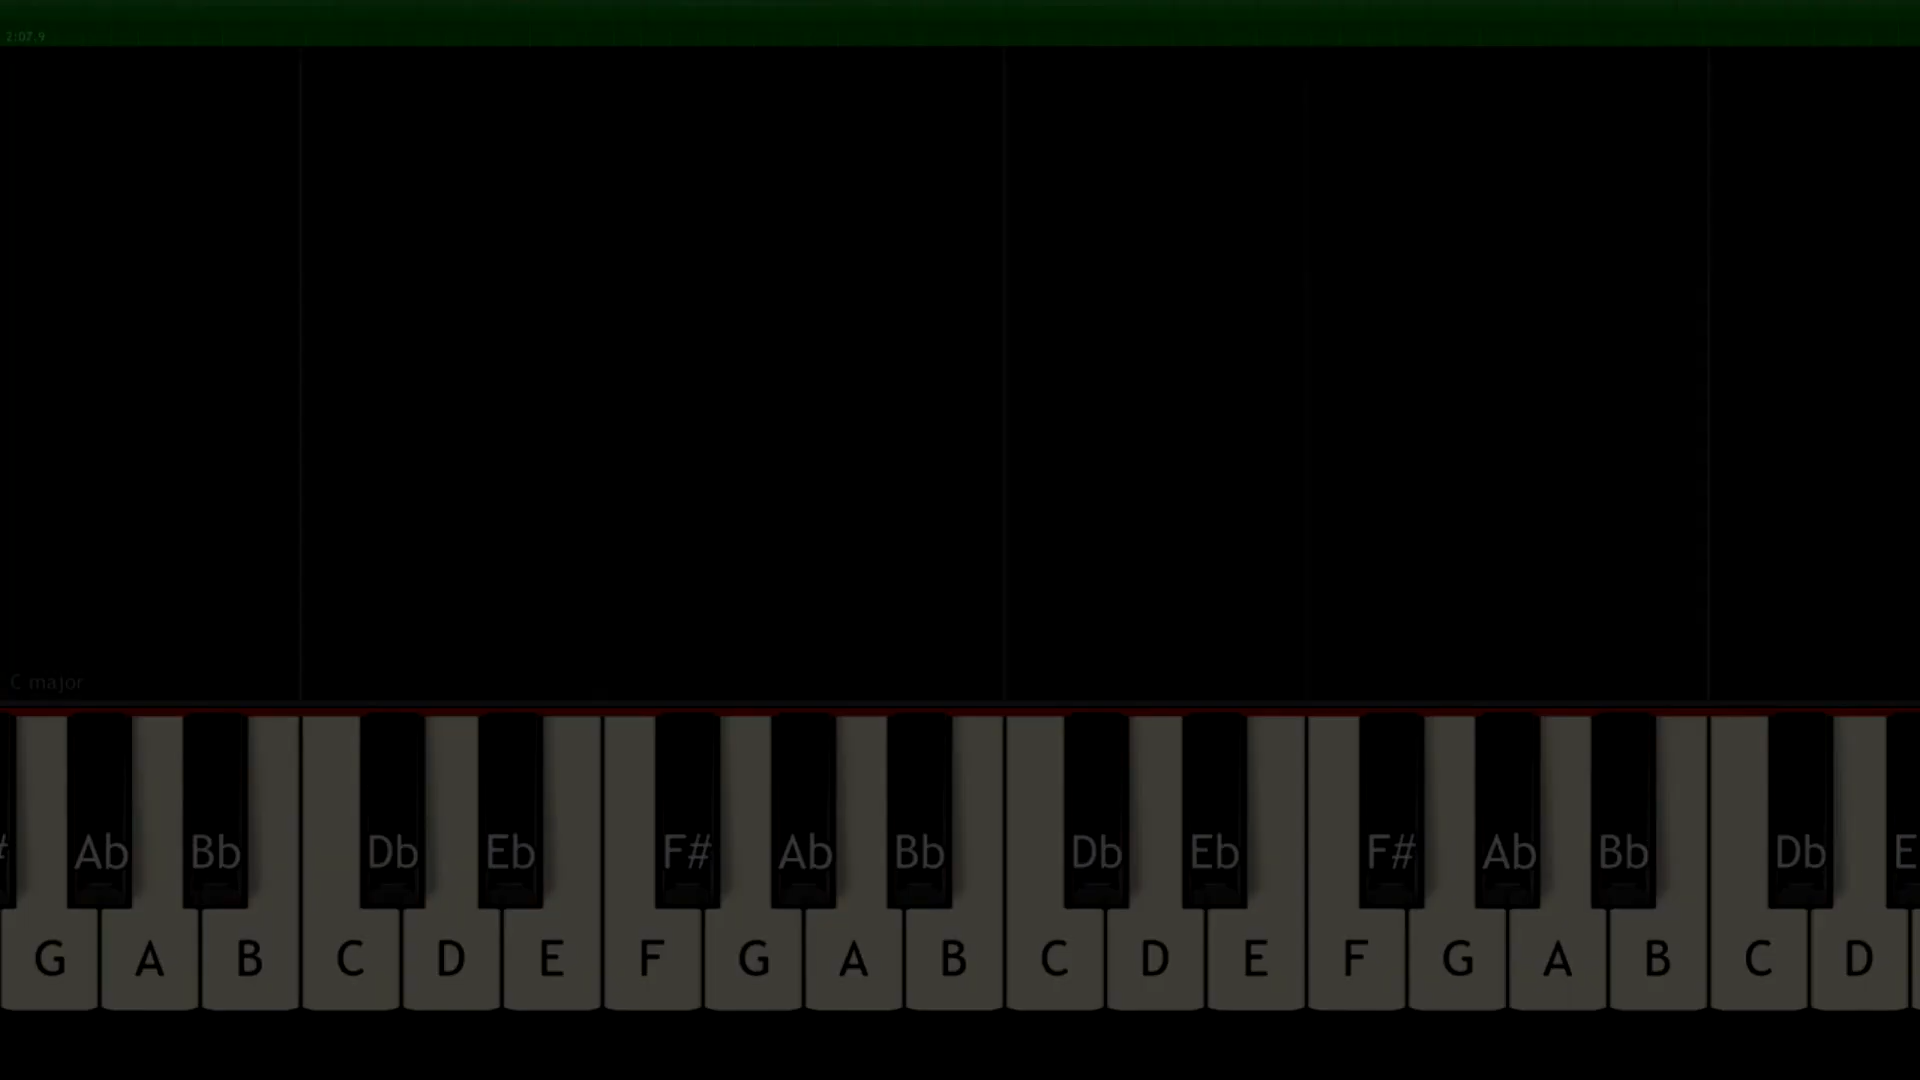 2:07.9
C major
# Ab Bb Db Eb F# Ab Bb Db Eb F# Ab Bb Db E
G A B C D E F G A B C D E F G A B C D